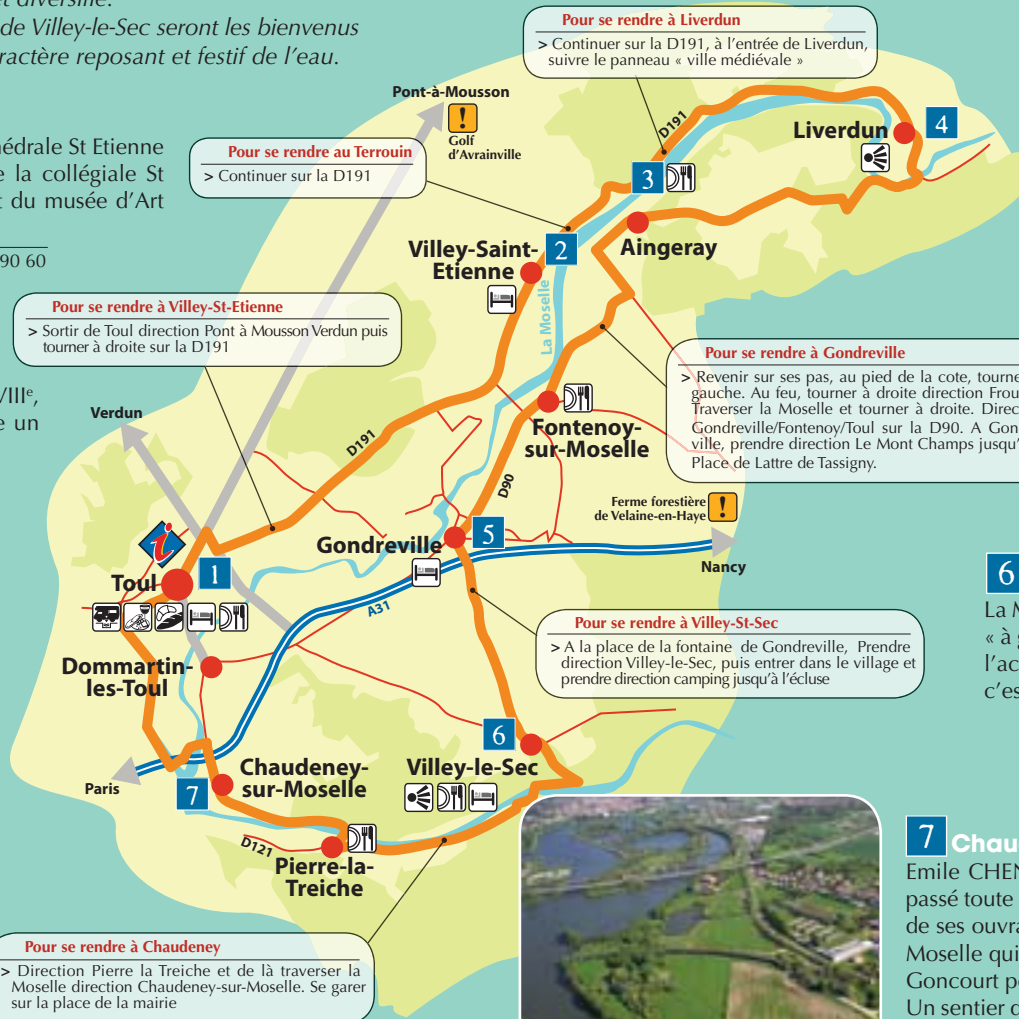 et diversité.
de Villey-le-Sec seront les bienvenus
ractère reposant et festif de l'eau.
hédrale St Etienne
e la collégiale St
t du musée d'Art
90 60
VIIIe,
e un
Pour se rendre à Liverdun
> Continuer sur la D191, à l'entrée de Liverdun,
suivre le panneau « ville médiévale »
Pont-à-Mousson
!
Golf
d'Avrainville
Pour se rendre au Terrouin
> Continuer sur la D191
D191
Liverdun
4
3
Aingeray
2
Villey-Saint-
Etienne
La Moselle
Pour se rendre à Villey-St-Etienne
> Sortir de Toul direction Pont à Mousson Verdun puis
tourner à droite sur la D191
Pour se rendre à Gondreville
> Revenir sur ses pas, au pied de la cote, tourne
gauche. Au feu, tourner à droite direction Frou
Traverser la Moselle et tourner à droite. Direc
Gondreville/Fontenoy/Toul sur la D90. A Gon
ville, prendre direction Le Mont Champs jusqu'
Place de Lattre de Tassigny.
Verdun
D191
Fontenoy-
sur-Moselle
D90
Ferme forestière
de Velaine-en-Haye
!
Gondreville
5
Nancy
i
Toul
1
A31
Dommartin-
les-Toul
Pour se rendre à Villey-St-Sec
> A la place de la fontaine de Gondreville, Prendre
direction Villey-le-Sec, puis entrer dans le village et
prendre direction camping jusqu'à l'écluse
6
La M
« à g
l'ac
c'es
6
Villey-le-Sec
Paris
7
Chaudeney-
sur-Moselle
D121
Pierre-la-
Treiche
Pour se rendre à Chaudeney
> Direction Pierre la Treiche et de là traverser la
Moselle direction Chaudeney-sur-Moselle. Se garer
sur la place de la mairie
7 Chau
Emile CHEN
passé toute
de ses ouvra
Moselle qui
Goncourt p
Un sentier d